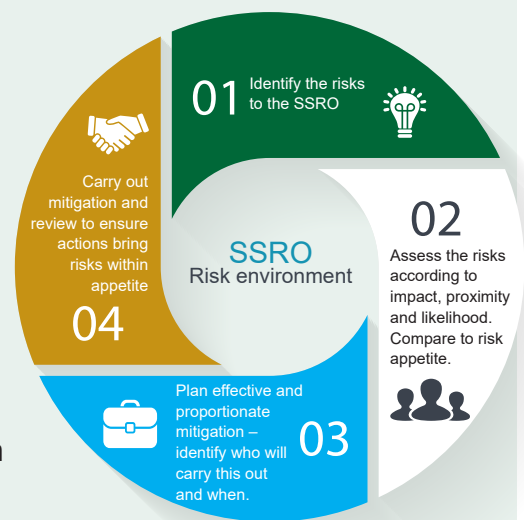 01
Identify the risks
to the SSRO
02
Assess the risks
according to
impact, proximity
and likelihood.
Compare to risk
appetite.
SSRO
Risk environment
Plan effective and
proportionate
mitigation –
identify who will
carry this out
and when.
03
Carry out
mitigation and
review to ensure
actions bring
risks within
appetite
04